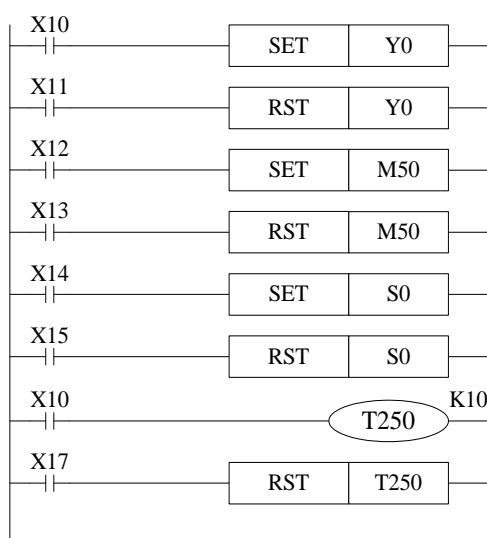 X10
SET Y0
X11
RST Y0
X12
SET M50
X13
RST M50
X14
SET S0
X15
RST S0
X10 K10
T250
X17
RST T250